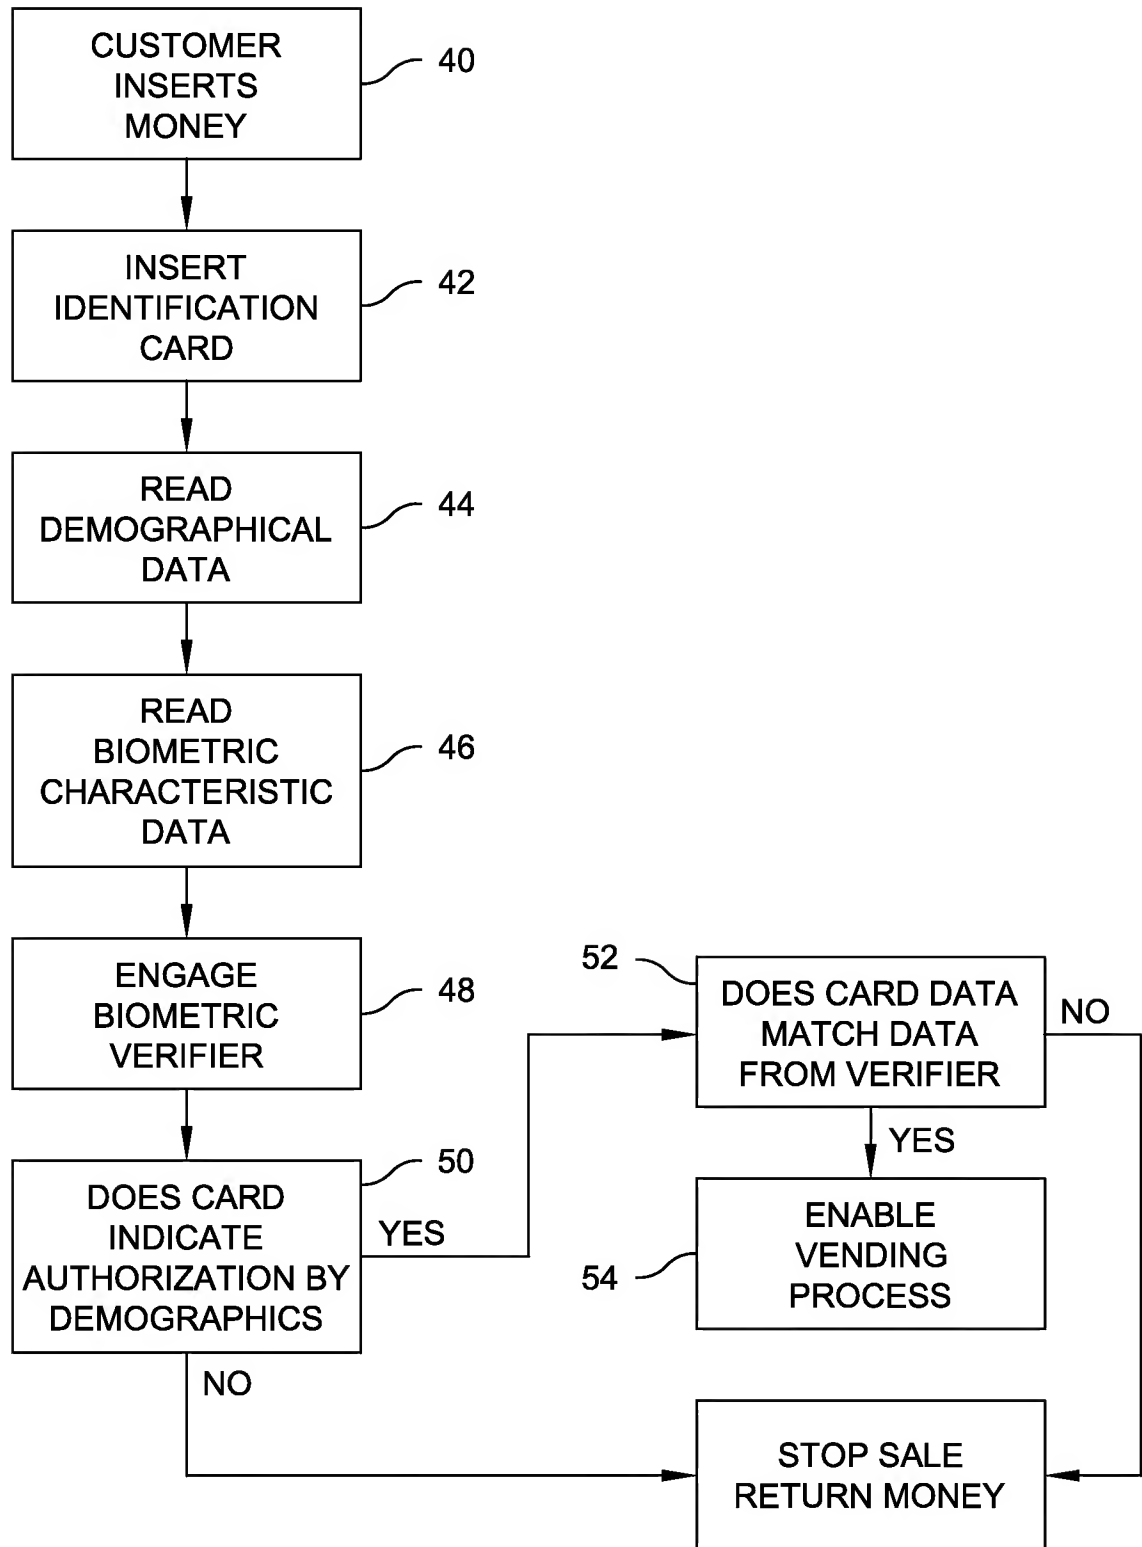 CUSTOMER
INSERTS
MONEY
40
INSERT
IDENTIFICATION
CARD
42
READ
DEMOGRAPHICAL
DATA
44
READ
BIOMETRIC
CHARACTERISTIC
DATA
46
ENGAGE
BIOMETRIC
VERIFIER
48
DOES CARD
INDICATE
AUTHORIZATION BY
DEMOGRAPHICS
50
YES
NO
52
DOES CARD DATA
MATCH DATA
FROM VERIFIER
NO
YES
ENABLE
VENDING
PROCESS
54
STOP SALE
RETURN MONEY